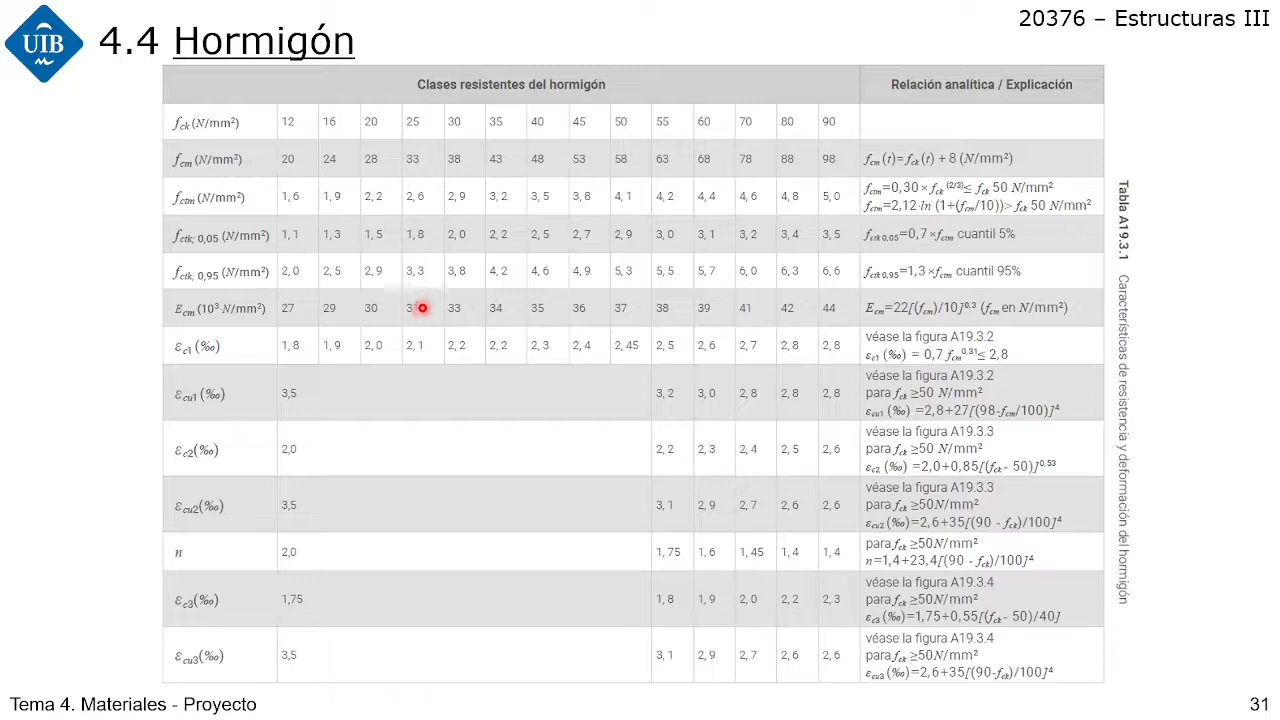 20376 – Estructuras III
UIB
4.4 Hormigón
Clases resistentes del hormigón Relación analítica / Explicación
fck (N/mm²) 12 16 20 25 30 35 40 45 50 55 60 70 80 90
fcm (N/mm²) 20 24 28 33 38 43 48 53 58 63 68 78 88 98 fcm (t)=fck(t) + 8 (N/mm²)
fctm (N/mm²) 1,6 1,9 2,2 2,6 2,9 3,2 3,5 3,8 4,1 4,2 4,4 4,6 4,8 5,0 fctm=0,30× fck (2/3)≤ fck 50 N/mm²
fctm=2,12·ln (1+(fcm/10))> fck 50 N/mm²
fctk; 0,05 (N/mm²) 1,1 1,3 1,5 1,8 2,0 2,2 2,5 2,7 2,9 3,0 3,1 3,2 3,4 3,5 fctk 0,05=0,7 ×fctm cuantil 5%
fctk; 0,95 (N/mm²) 2,0 2,5 2,9 3,3 3,8 4,2 4,6 4,9 5,3 5,5 5,7 6,0 6,3 6,6 fctk 0,95=1,3 ×fctm cuantil 95%
Ecm (10³·N/mm²) 27 29 30 33 34 35 36 37 38 39 41 42 44 Ecm=22[(fcm)/10]⁰,³ (fcm en N/mm²)
εc1 (‰) 1,8 1,9 2,0 2,1 2,2 2,2 2,3 2,4 2,45 2,5 2,6 2,7 2,8 2,8 véase la figura A19.3.2
εc1 (‰) = 0,7 fcm⁰,³¹≤ 2,8
εcu1 (‰) 3,5 3,2 3,0 2,8 2,8 2,8 véase la figura A19.3.2
para fck ≥50 N/mm²
εcu1 (‰) =2,8+27[(98-fcm/100)]⁴
εc2(‰) 2,0 2,2 2,3 2,4 2,5 2,6 véase la figura A19.3.3
para fck ≥50 N/mm²
εc2 (‰) =2,0+0,85[(fck - 50)]⁰,⁵³
εcu2(‰) 3,5 3,1 2,9 2,7 2,6 2,6 véase la figura A19.3.3
para fck ≥50N/mm²
εcu2 (‰)=2,6+35[(90 - fck)/100]⁴
n 2,0 1,75 1,6 1,45 1,4 1,4 para fck ≥50N/mm²
n=1,4+23,4[(90 - fck)/100]⁴
εc3(‰) 1,75 1,8 1,9 2,0 2,2 2,3 véase la figura A19.3.4
para fck ≥50N/mm²
εc3 (‰)=1,75+0,55[(fck - 50)/40]
εcu3(‰) 3,5 3,1 2,9 2,7 2,6 2,6 véase la figura A19.3.4
para fck ≥50N/mm²
εcu3 (‰)=2,6+35[(90-fck)/100]⁴
Tabla A19.3.1 Características de resistencia y deformación del hormigón
Tema 4. Materiales - Proyecto
31